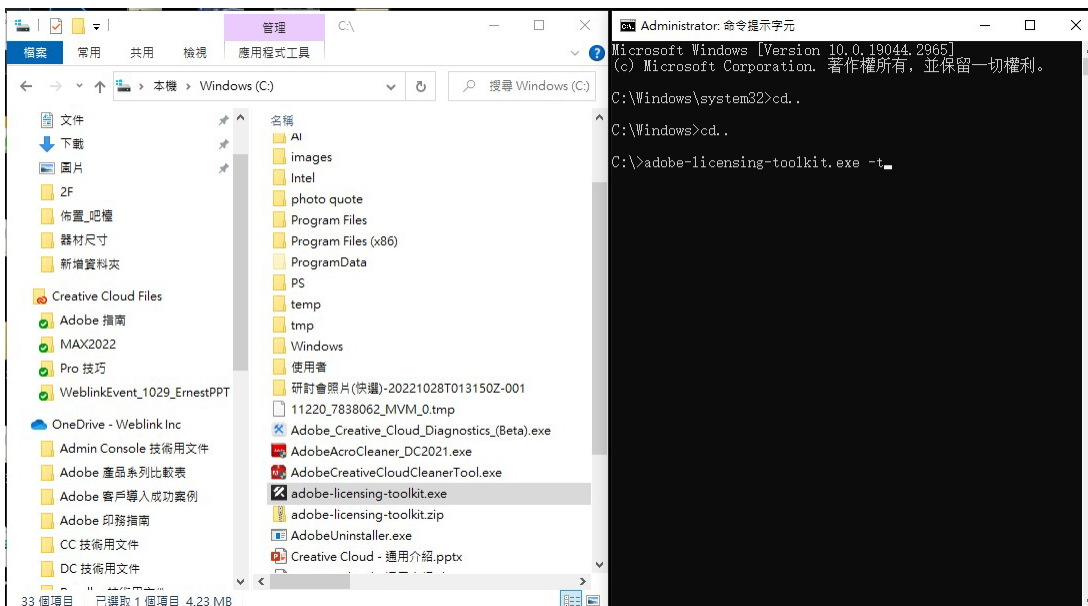 管理
C:\
檔案
常用
共用
檢視
應用程式工具
本機
Windows (C:)
搜尋 Windows (C:)
文件
下載
圖片
2F
佈置_吧檯
器材尺寸
新增資料夾
Creative Cloud Files
Adobe 指南
MAX2022
Pro 技巧
WeblinkEvent_1029_ErnestPPT
OneDrive - Weblink Inc
Admin Console 技術用文件
Adobe 產品系列比較表
Adobe 客戶導入成功案例
Adobe 印務指南
CC 技術用文件
DC 技術用文件
名稱
AI
images
Intel
photo quote
Program Files
Program Files (x86)
ProgramData
PS
temp
tmp
Windows
使用者
研討會照片(快選)-20221028T013150Z-001
11220_7838062_MVM_0.tmp
Adobe_Creative_Cloud_Diagnostics_(Beta).exe
AdobeAcroCleaner_DC2021.exe
AdobeCreativeCloudCleanerTool.exe
adobe-licensing-toolkit.exe
adobe-licensing-toolkit.zip
AdobeUninstaller.exe
Creative Cloud - 通用介紹.pptx
33 個項目
已選取 1 個項目 4.23 MB
Administrator: 命令提示字元
Microsoft Windows [Version 10.0.19044.2965]
(c) Microsoft Corporation. 著作權所有，並保留一切權利。
C:\Windows\system32>cd..
C:\Windows>cd..
C:\>adobe-licensing-toolkit.exe -t